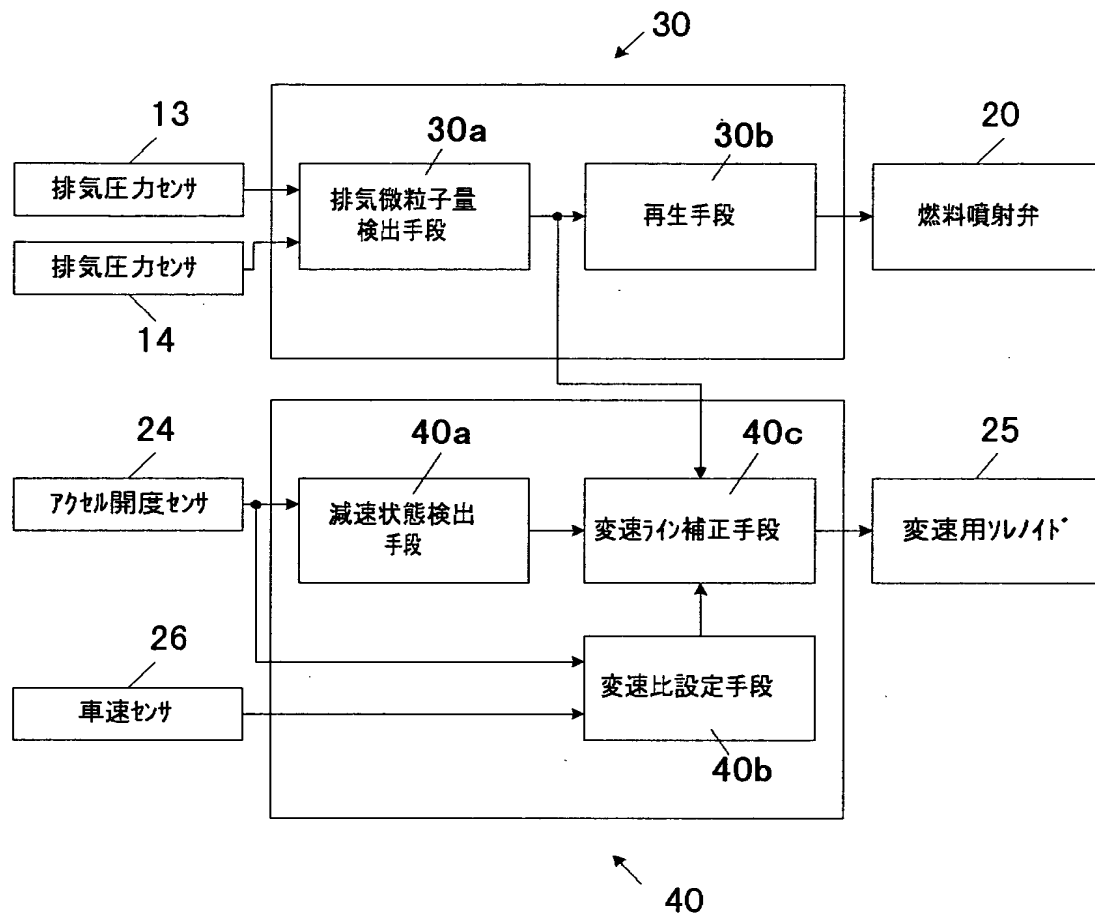 30
13
30a
30b
20
排気圧力ｾﾝｻ
排気微粒子量
検出手段
再生手段
燃料噴射弁
排気圧力ｾﾝｻ
14
24
40a
40c
25
ｱｸｾﾙ開度ｾﾝｻ
減速状態検出
手段
変速ﾗｲﾝ補正手段
変速用ｿﾚﾉｲﾄﾞ
26
車速ｾﾝｻ
変速比設定手段
40b
40